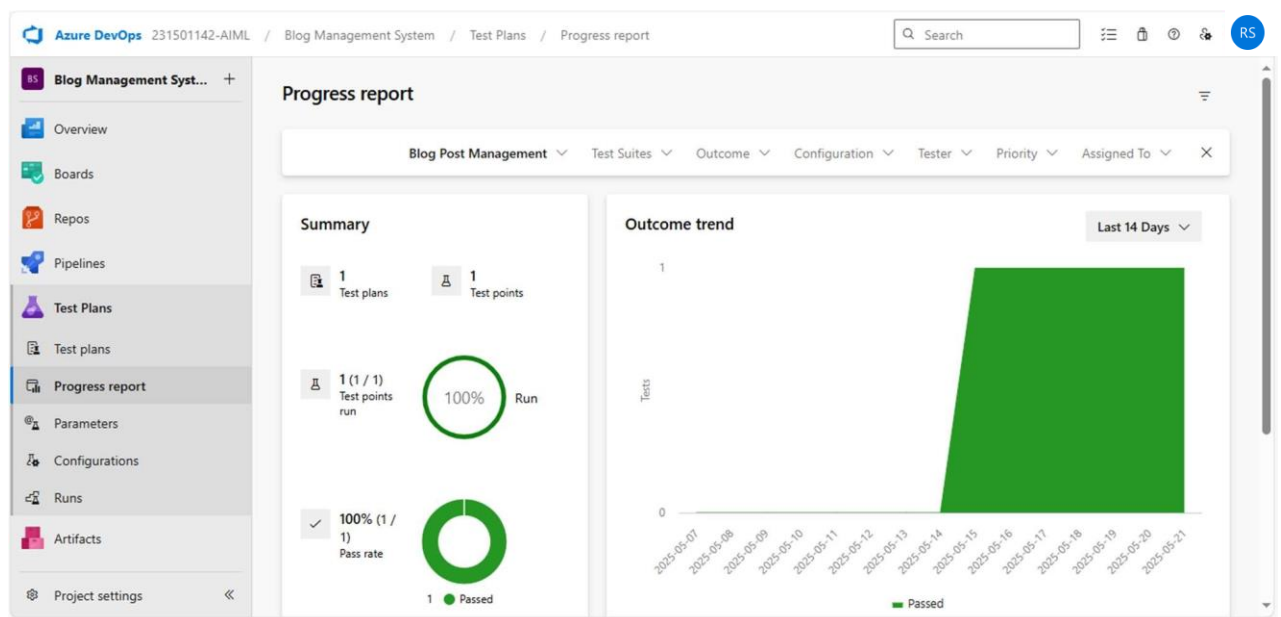 Azure DevOps 231501142-AIML / Blog Management System / Test Plans / Progress report
Search
RS
BS Blog Management Syst... +
Overview
Boards
Repos
Pipelines
Test Plans
Test plans
Progress report
Parameters
Configurations
Runs
Artifacts
Project settings
Progress report
Blog Post Management Test Suites Outcome Configuration Tester Priority Assigned To
Summary
1
Test plans
1
Test points
1 (1 / 1)
Test points
run
100%
Run
100% (1 /
1)
Pass rate
1 Passed
Outcome trend
Last 14 Days
1
Tests
0
2025-05-07
2025-05-08
2025-05-09
2025-05-10
2025-05-11
2025-05-12
2025-05-13
2025-05-14
2025-05-15
2025-05-16
2025-05-17
2025-05-18
2025-05-19
2025-05-20
2025-05-21
Passed